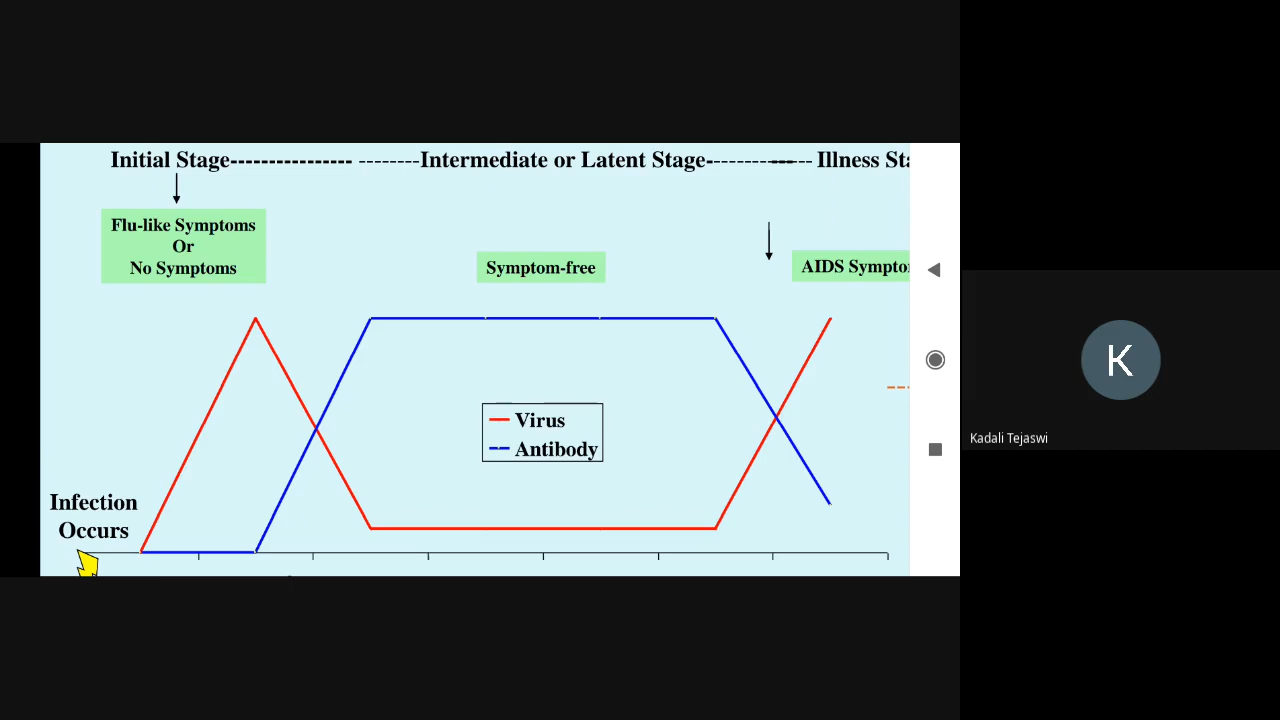 Initial Stage--------------- --------Intermediate or Latent Stage-------------- Illness Sta
Flu-like Symptoms
Or
No Symptoms
Symptom-free
AIDS Sympto
Virus
Antibody
Infection
Occurs
K
Kadali Tejaswi